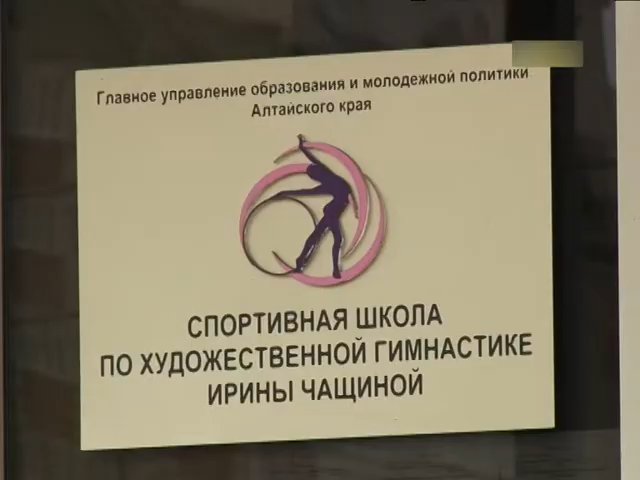 Главное управление образования и молодежной политики
Алтайского края
СПОРТИВНАЯ ШКОЛА
ПО ХУДОЖЕСТВЕННОЙ ГИМНАСТИКЕ
ИРИНЫ ЧАЩИНОЙ